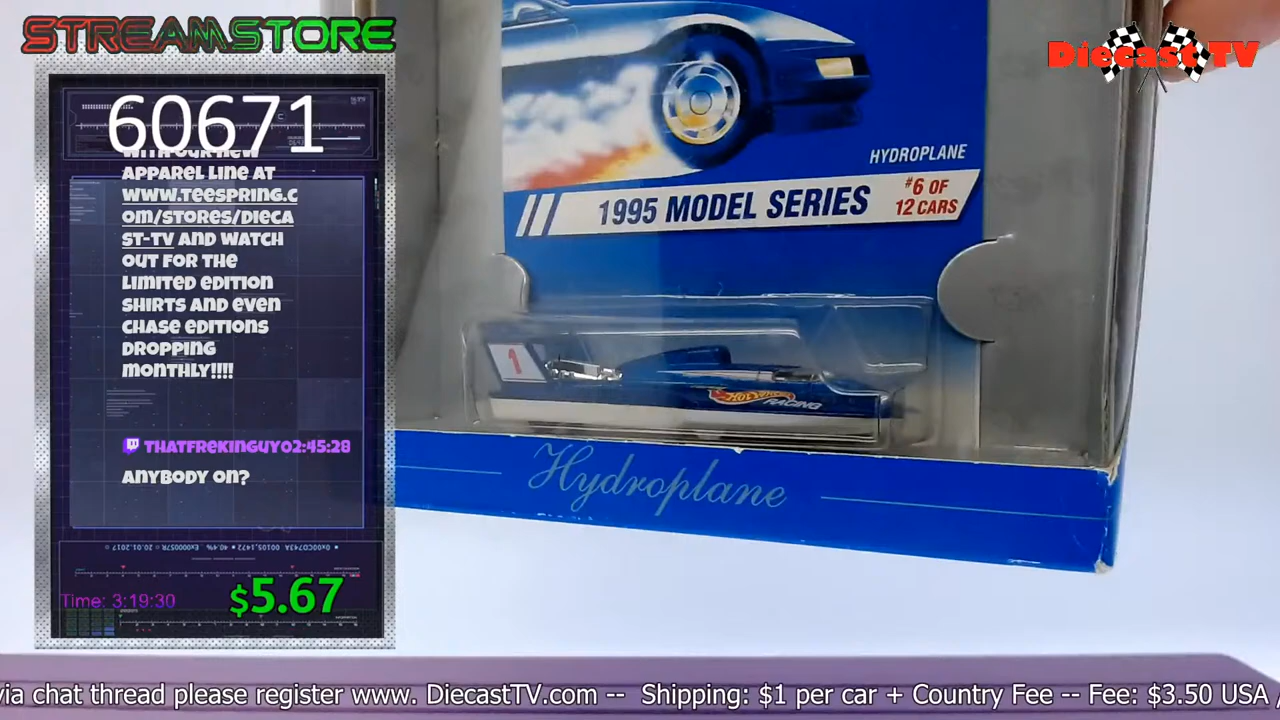 STREAMSTORE
Diecast TV
60671
WITH OUR NEW
APPAREL LINE AT
WWW.TEESPRING.C
OM/STORES/DIECA
ST-TV AND WATCH
OUT FOR THE
LIMITED EDITION
SHIRTS AND EVEN
CHASE EDITIONS
DROPPING
MONTHLY!!!!
THATFREKINGUY02:45:28
ANYBODY ON?
Time: 3:19:30
$5.67
HYDROPLANE
1995 MODEL SERIES
#6 OF
12 CARS
1
HOT WHEELS
RACING
Hydroplane
via chat thread please register www. DiecastTV.com -- Shipping: $1 per car + Country Fee -- Fee: $3.50 USA